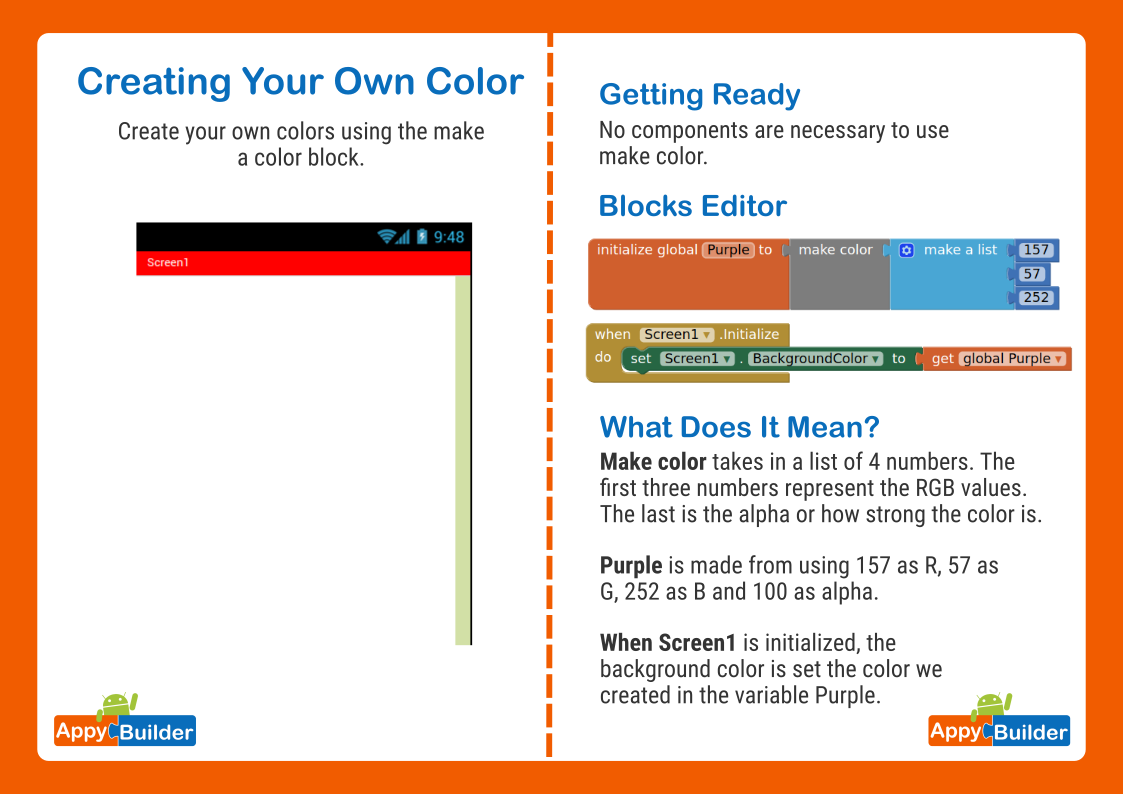 Creating Your Own Color
Create your own colors using the make
a color block.
9:48
Screen1
Appy Builder
Getting Ready
No components are necessary to use
make color.
Blocks Editor
initialize global Purple to make color make a list 157
57
252
when Screen1 .Initialize
do set Screen1 . BackgroundColor to get global Purple
What Does It Mean?
Make color takes in a list of 4 numbers. The
first three numbers represent the RGB values.
The last is the alpha or how strong the color is.
Purple is made from using 157 as R, 57 as
G, 252 as B and 100 as alpha.
When Screen1 is initialized, the
background color is set the color we
created in the variable Purple.
Appy Builder